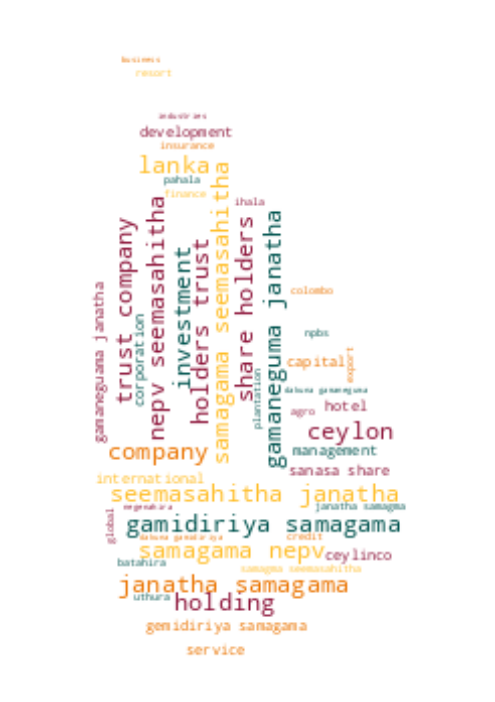 business
resort
industries
development
insurance
lanka
pahala
finance
ihala
samagama seemasahitha
nepv seemasahitha
share holders
gamaneguma janatha
trust company
holders trust
investment
gamaneguma janatha
corporation
colombo
npbs
capital
export
plantation
dakuna gamaneguma
agro
hotel
ceylon
company
management
sanasa share
international
seemasahitha janatha
negenahira
janatha samagma
global
gamidiriya samagama
dakuna gamidiriya
credit
samagama nepv
ceylinco
batahira
samagma seemasahitha
janatha samagama
uthura
holding
gemidiriya samagama
service